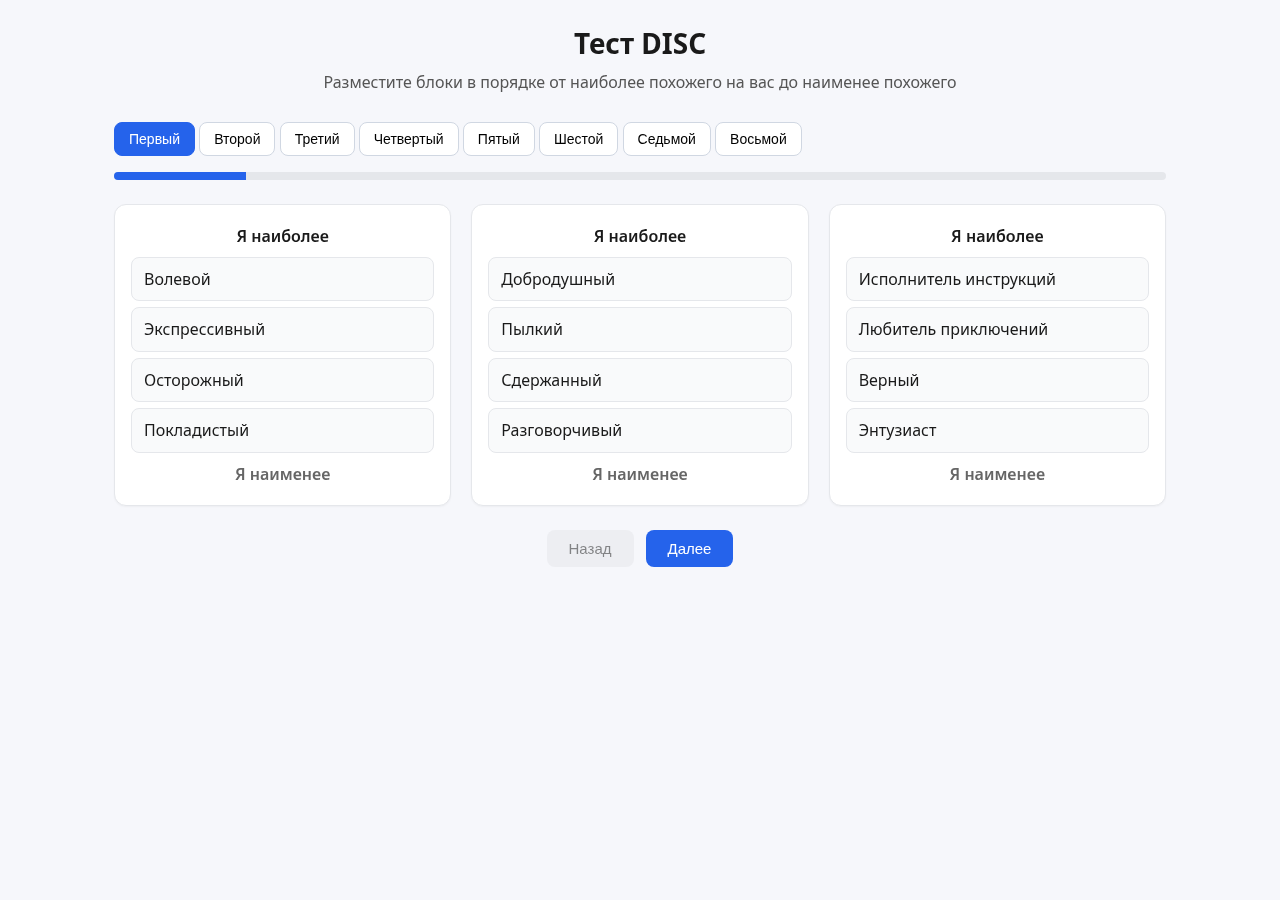 Тест DISC
Разместите блоки в порядке от наиболее похожего на вас до наименее похожего
Первый Второй Третий Четвертый Пятый Шестой Седьмой Восьмой
Я наиболее
Волевой
Экспрессивный
Осторожный
Покладистый
Я наименее
Я наиболее
Добродушный
Пылкий
Сдержанный
Разговорчивый
Я наименее
Я наиболее
Исполнитель инструкций
Любитель приключений
Верный
Энтузиаст
Я наименее
Назад Далее